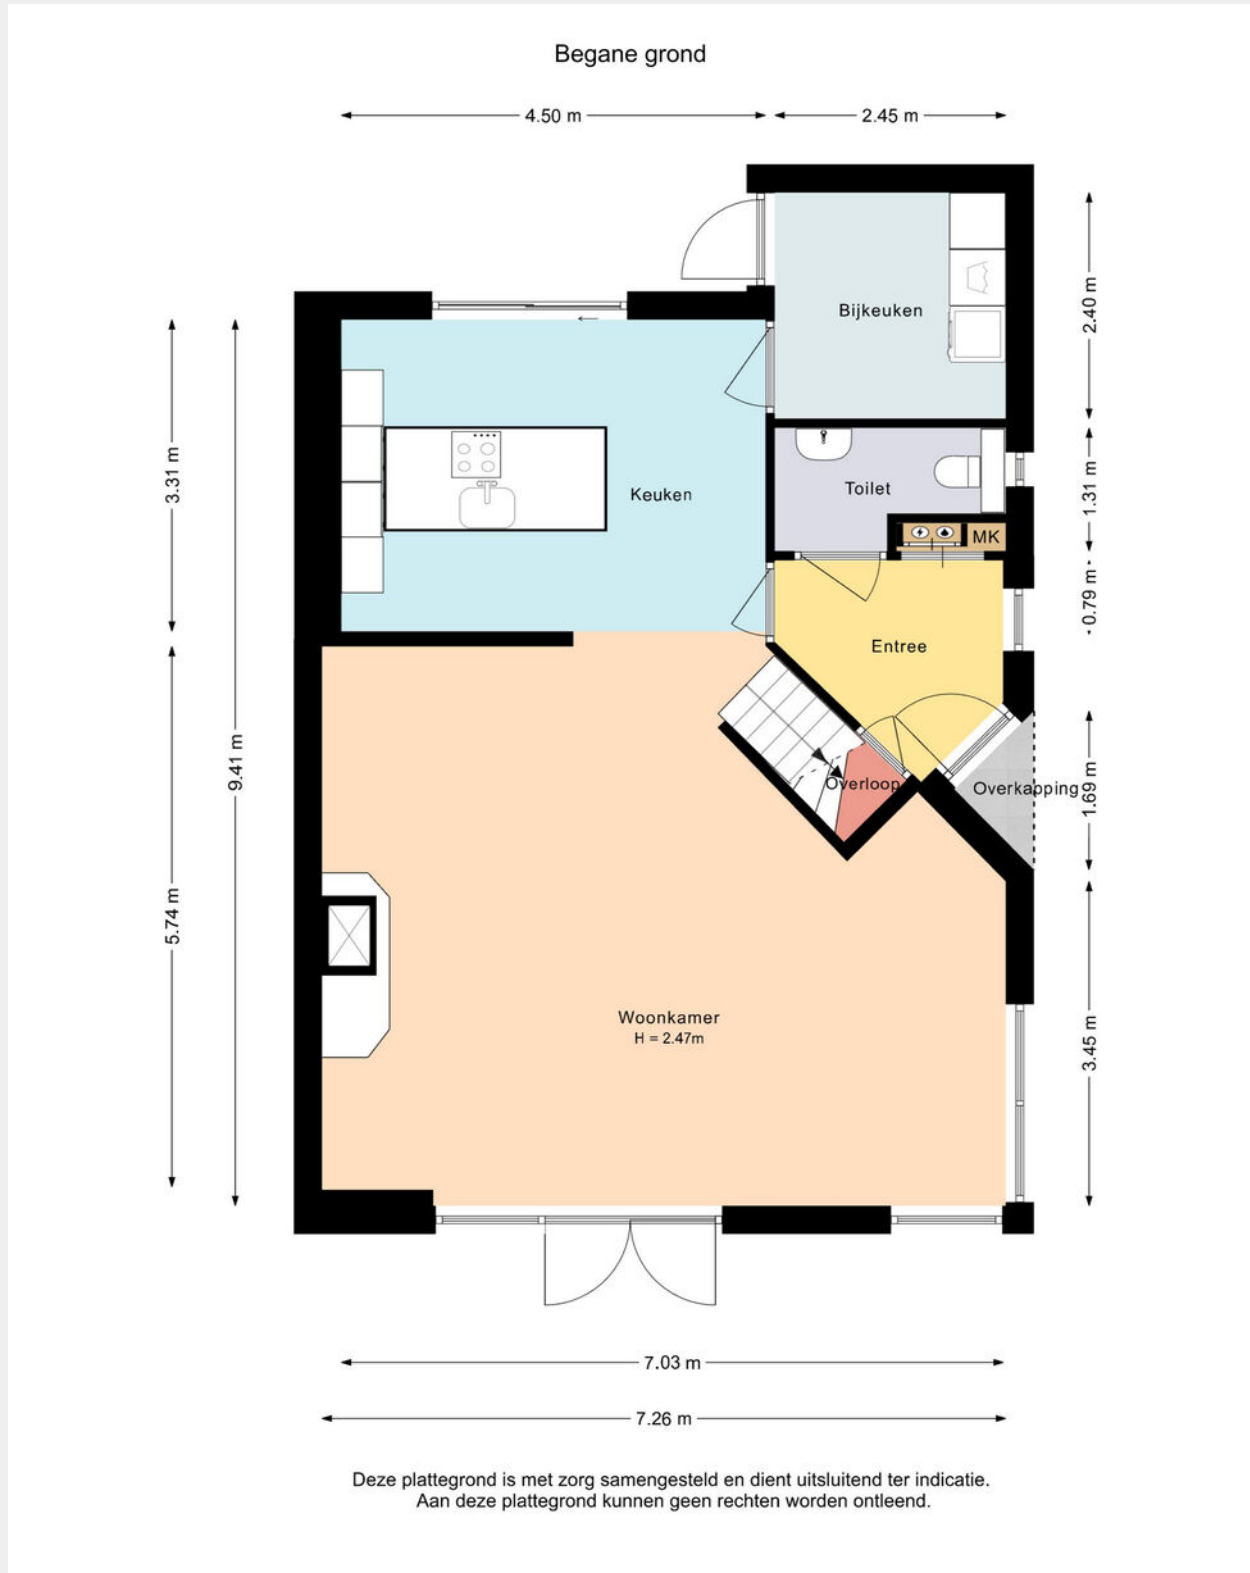 Begane grond
4.50 m
2.45 m
2.40 m
Bijkeuken
3.31 m
1.31 m
Keuken
Toilet
MK
0.79 m
Entree
9.41 m
1.69 m
Overloop
Overkapping
5.74 m
Woonkamer
H = 2.47m
3.45 m
7.03 m
7.26 m
Deze plattegrond is met zorg samengesteld en dient uitsluitend ter indicatie.
Aan deze plattegrond kunnen geen rechten worden ontleend.